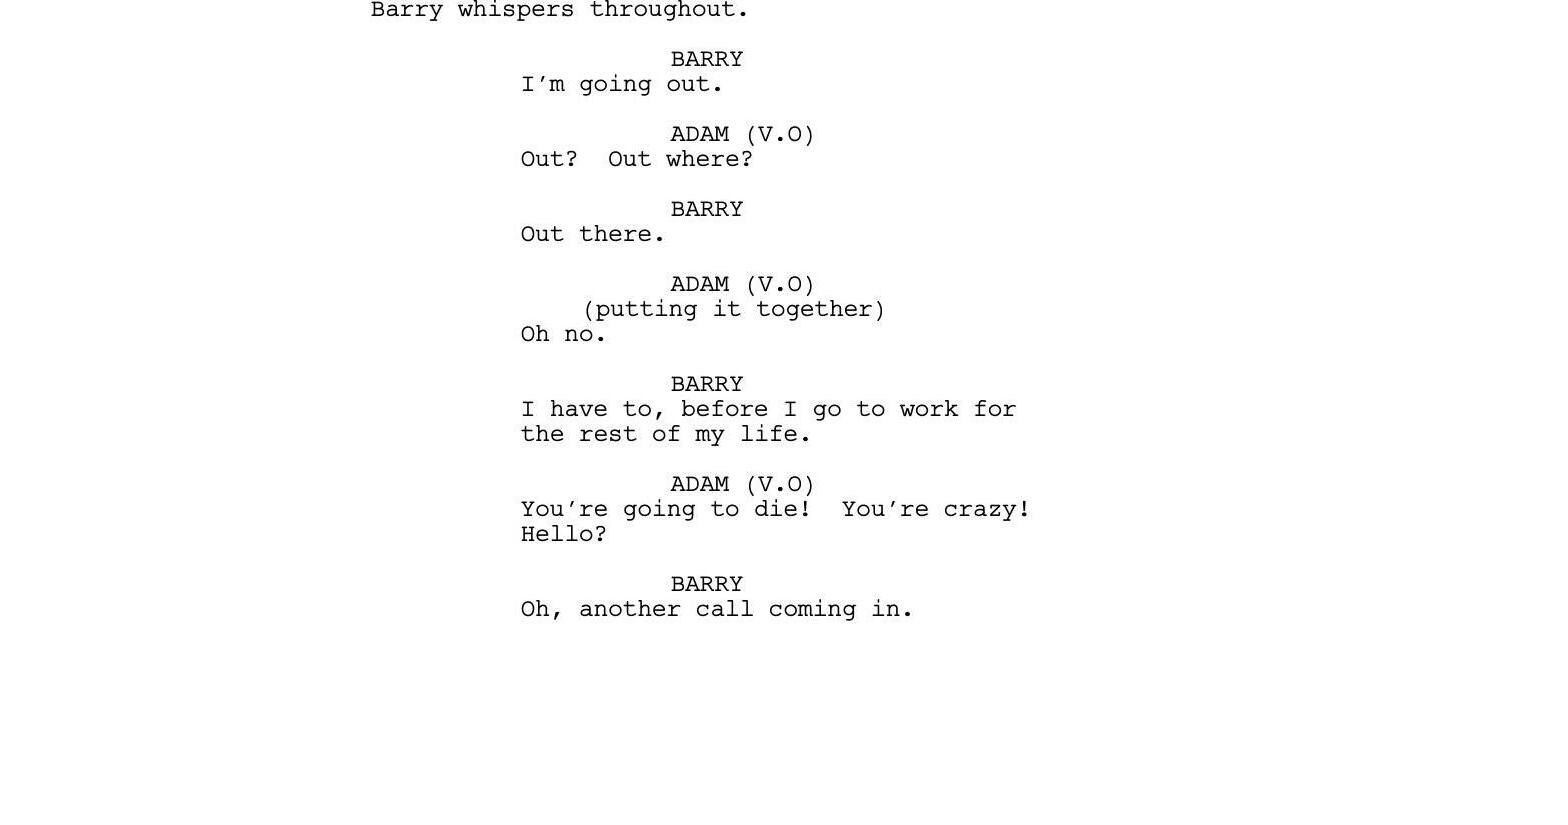 Barry whispers throughout.
BARRY
I’m going out.
ADAM (V.O)
Out?  Out where?
BARRY
Out there.
ADAM (V.O)
(putting it together)
Oh no.
BARRY
I have to, before I go to work for
the rest of my life.
ADAM (V.O)
You’re going to die!  You’re crazy!
Hello?
BARRY
Oh, another call coming in.